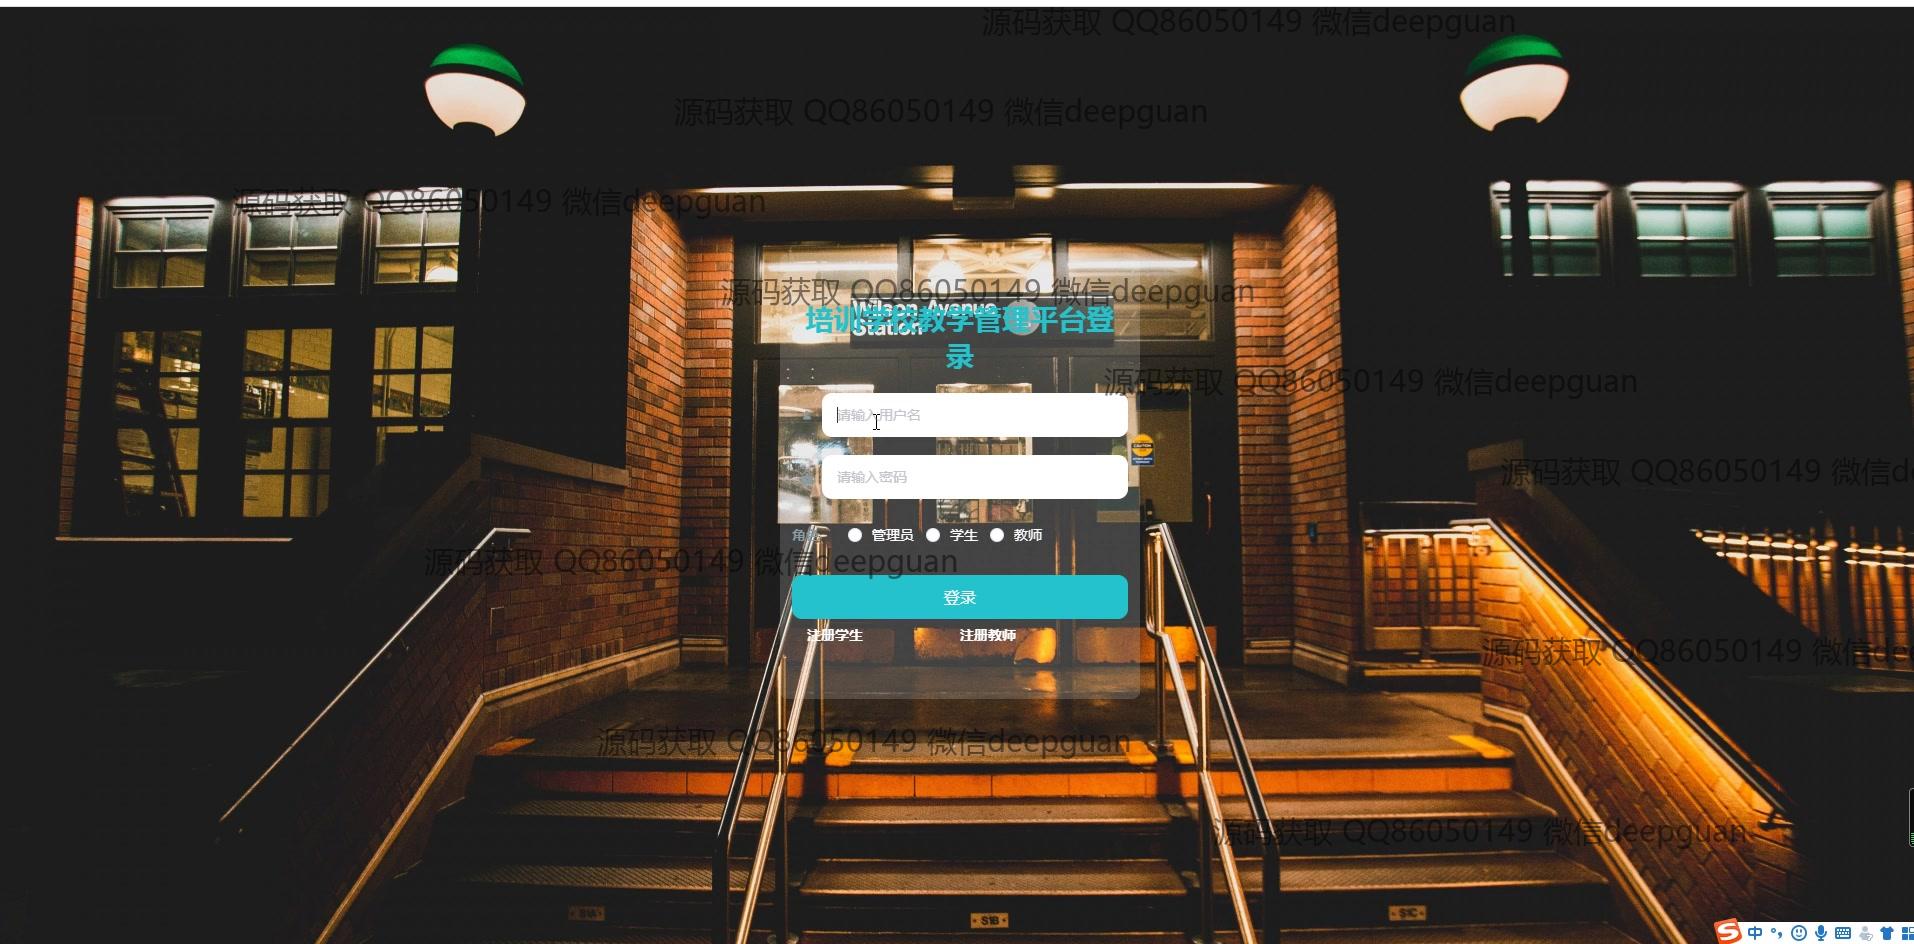 源码获取 QQ86050149 微信deepguan
源码获取 QQ86050149 微信deepguan
源码获取 QQ86050149 微信deepguan
源码获取 QQ86050149 微信deepguan
Wilson Avenue
Station
培训学校教学管理平台登
录
源码获取 QQ86050149 微信deepguan
请输入用户名
请输入密码
源码获取 QQ86050149 微信de
角色
管理员
学生
教师
源码获取 QQ86050149 微信deepguan
登录
注册学生
注册教师
源码获取 QQ86050149 微信dee
源码获取 QQ86050149 微信deepguan
源码获取 QQ86050149 微信deepguan
S1A
S1B
S1C
中